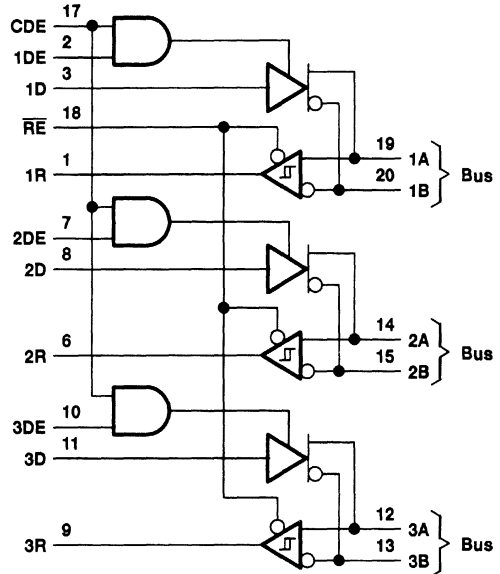 CDE 17
1DE 2
1D 3
R̅E̅ 18
1R 1
19 1A
20 1B
Bus
2DE 7
2D 8
2R 6
14 2A
15 2B
Bus
3DE 10
3D 11
3R 9
12 3A
13 3B
Bus